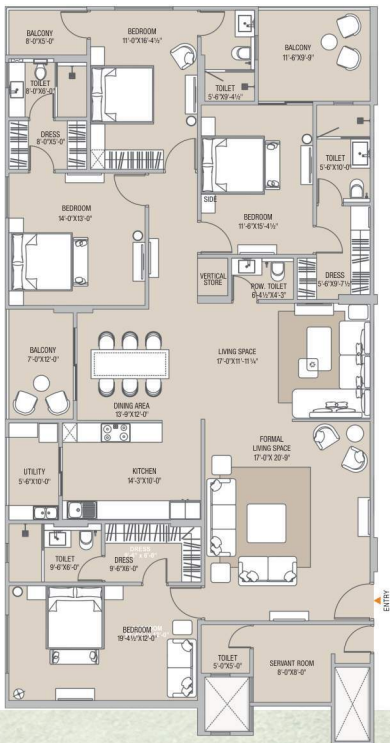 BALCONY
8'-0"X5'-0"
BEDROOM
11'-0"X16'-4½"
BALCONY
11'-6"X9'-9"
TOILET
8'-0"X6'-0"
TOILET
5'-6"X9'-4½"
DRESS
8'-0"X5'-0"
TOILET
5'-6"X10'-0"
BEDROOM
14'-0"X13'-0"
SIDE
BEDROOM
11'-6"X15'-4½"
VERTICAL
STORE
POW. TOILET
6'-4½"X4'-3"
DRESS
5'-6"X9'-7½"
BALCONY
7'-0"X12'-0"
LIVING SPACE
17'-0"X11'-11¼"
DINING AREA
13'-9"X12'-0"
FORMAL
LIVING SPACE
17'-0"X 20'-9"
UTILITY
5'-6"X10'-0"
KITCHEN
14'-3"X10'-0"
TOILET
9'-6"X6'-0"
DRESS
DRESS
9'-6"X6'-0"
ENTRY
BEDROOM
19'-4½"X12'-0"
TOILET
5'-0"X5'-0"
SERVANT ROOM
8'-0"X8'-0"